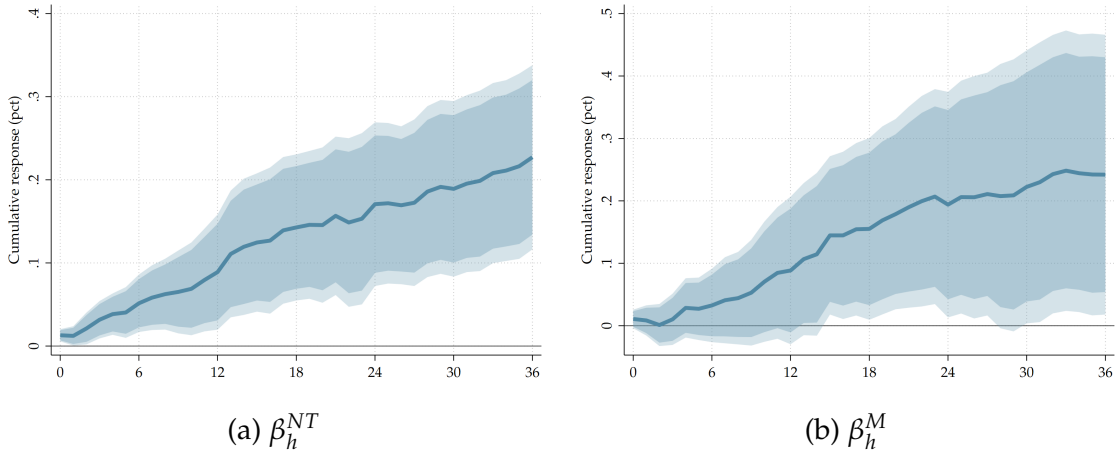 Cumulative response (pct)
.4
.3
.2
.1
0
0 6 12 18 24 30 36
(a) β_h^{NT}
Cumulative response (pct)
.5
.4
.3
.2
.1
0
0 6 12 18 24 30 36
(b) β_h^{M}